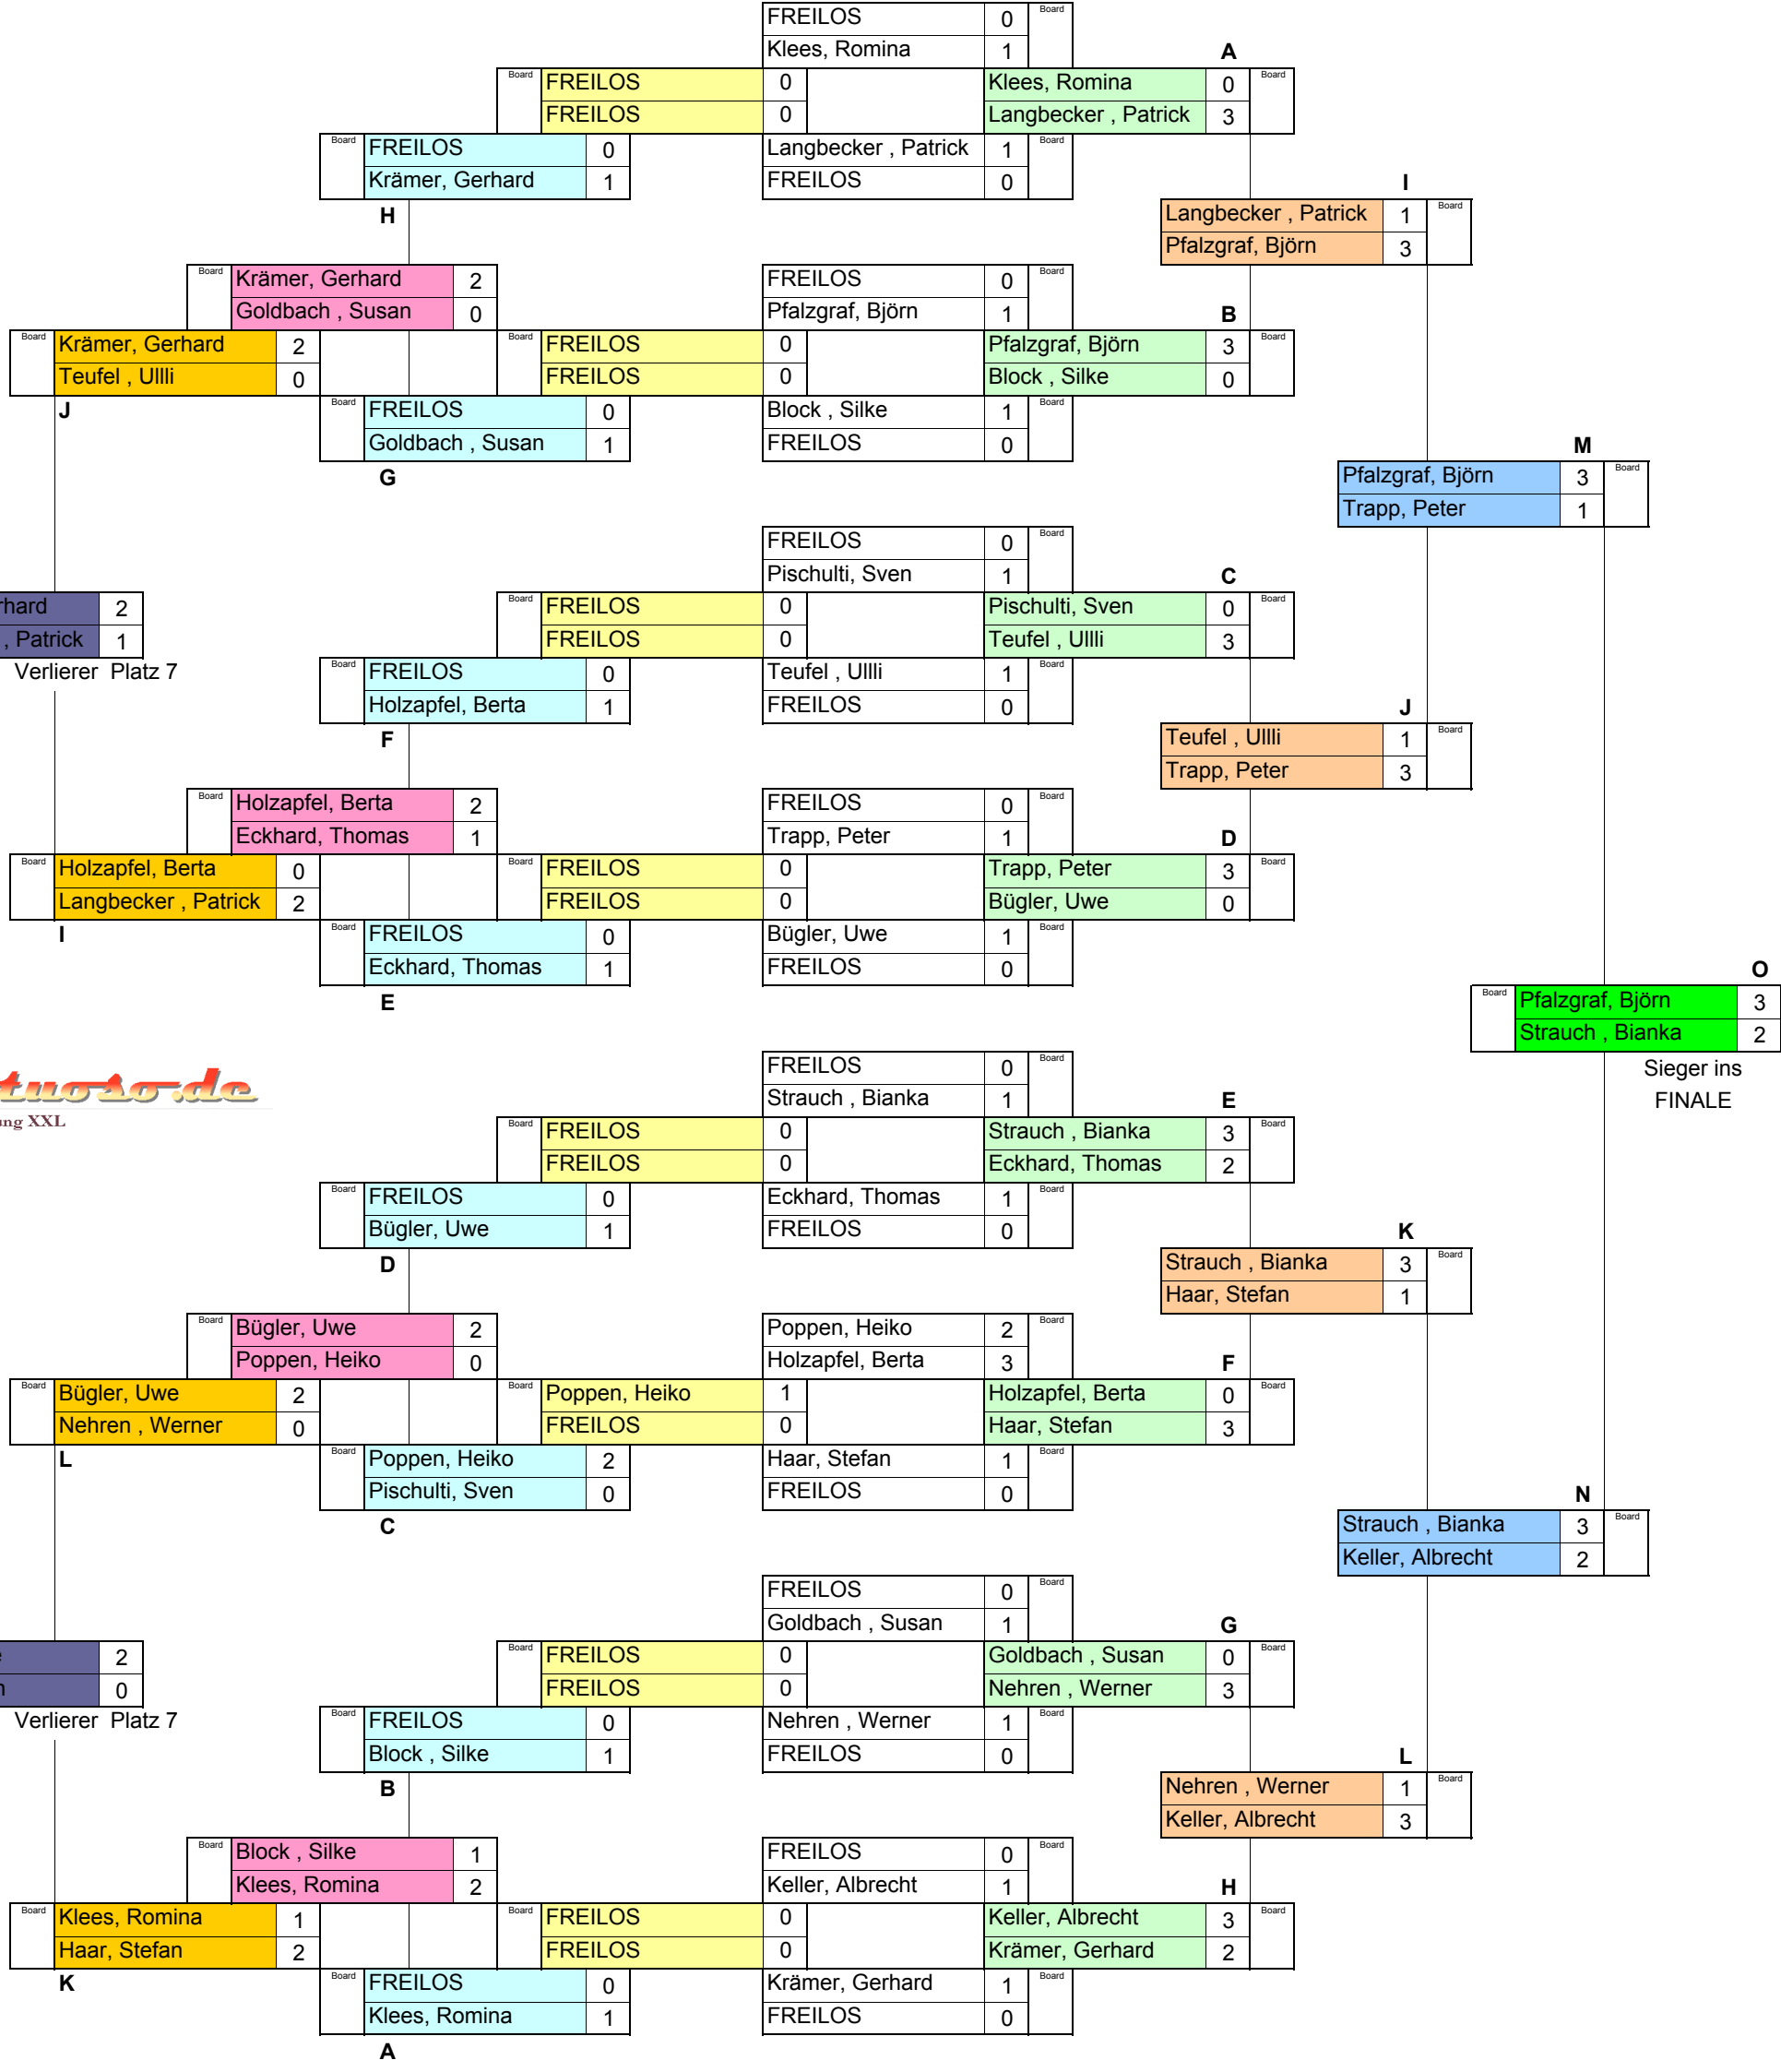 FREILOS 0 Board
Klees, Romina 1 A
Board FREILOS 0 Klees, Romina 0 Board
FREILOS 0 Langbecker , Patrick 3
Board FREILOS 0 Langbecker , Patrick 1 Board
Krämer, Gerhard 1 FREILOS 0 I
H Langbecker , Patrick 1 Board
Pfalzgraf, Björn 3
Board Krämer, Gerhard 2 FREILOS 0 Board
Goldbach , Susan 0 Pfalzgraf, Björn 1 B
Board Krämer, Gerhard 2 Board FREILOS 0 Pfalzgraf, Björn 3 Board
Teufel , Ullli 0 FREILOS 0 Block , Silke 0
J Board FREILOS 0 Block , Silke 1 Board
Goldbach , Susan 1 FREILOS 0 M
G Pfalzgraf, Björn 3 Board
Trapp, Peter 1
FREILOS 0 Board
Pischulti, Sven 1 C
rhard 2 Board FREILOS 0 Pischulti, Sven 0 Board
, Patrick 1 FREILOS 0 Teufel , Ullli 3
Verlierer Platz 7 Board FREILOS 0 Teufel , Ullli 1 Board
Holzapfel, Berta 1 FREILOS 0 J
F Teufel , Ullli 1 Board
Trapp, Peter 3
Board Holzapfel, Berta 2 FREILOS 0 Board
Eckhard, Thomas 1 Trapp, Peter 1 D
Board Holzapfel, Berta 0 Board FREILOS 0 Trapp, Peter 3 Board
Langbecker , Patrick 2 FREILOS 0 Bügler, Uwe 0
I Board FREILOS 0 Bügler, Uwe 1 Board
Eckhard, Thomas 1 FREILOS 0 O
E Board Pfalzgraf, Björn 3
Strauch , Bianka 2
FREILOS 0 Board Sieger ins
tuoso.de Strauch , Bianka 1 E FINALE
ung XXL Board FREILOS 0 Strauch , Bianka 3 Board
FREILOS 0 Eckhard, Thomas 2
Board FREILOS 0 Eckhard, Thomas 1 Board
Bügler, Uwe 1 FREILOS 0 K
D Strauch , Bianka 3 Board
Haar, Stefan 1
Board Bügler, Uwe 2 Poppen, Heiko 2 Board
Poppen, Heiko 0 Holzapfel, Berta 3 F
Board Bügler, Uwe 2 Board Poppen, Heiko 1 Holzapfel, Berta 0 Board
Nehren , Werner 0 FREILOS 0 Haar, Stefan 3
L Board Poppen, Heiko 2 Haar, Stefan 1 Board
Pischulti, Sven 0 FREILOS 0 N
C Strauch , Bianka 3 Board
Keller, Albrecht 2
FREILOS 0 Board
Goldbach , Susan 1 G
2 Board FREILOS 0 Goldbach , Susan 0 Board
0 FREILOS 0 Nehren , Werner 3
Verlierer Platz 7 Board FREILOS 0 Nehren , Werner 1 Board
Block , Silke 1 FREILOS 0 L
B Nehren , Werner 1 Board
Keller, Albrecht 3
Board Block , Silke 1 FREILOS 0 Board
Klees, Romina 2 Keller, Albrecht 1 H
Board Klees, Romina 1 Board FREILOS 0 Keller, Albrecht 3 Board
Haar, Stefan 2 FREILOS 0 Krämer, Gerhard 2
K Board FREILOS 0 Krämer, Gerhard 1 Board
Klees, Romina 1 FREILOS 0
A